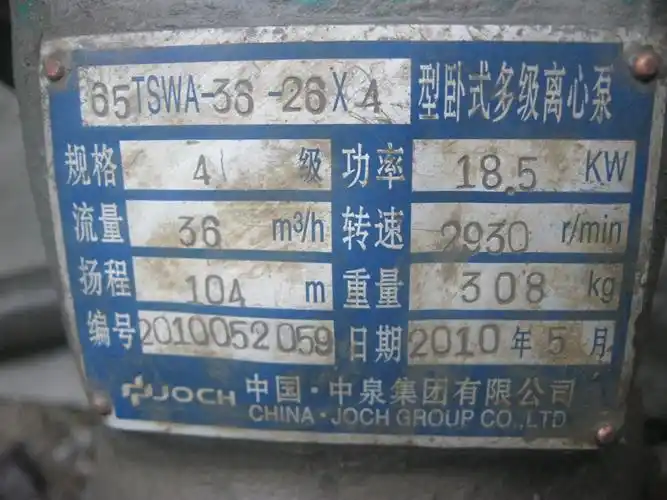 65TSWA-36-26X4 型卧式多级离心泵
规格 4 级 功率 18.5 KW
流量 36 m³/h 转速 2930 r/min
扬程 104 m 重量 308 kg
编号 2010052059 日期 2010 年 5 月
JOCH 中国·中泉集团有限公司
CHINA·JOCH GROUP CO.,LTD